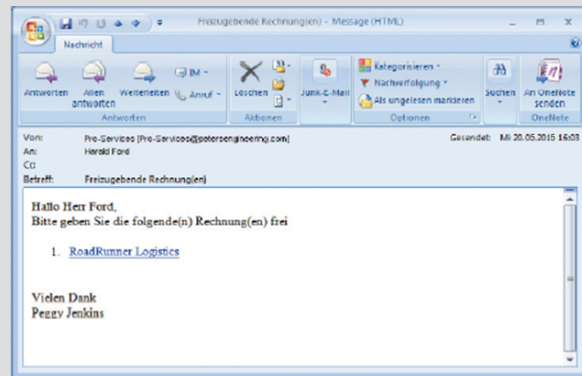 Freizugebende Rechnung(en) - Message (HTML)
Nachricht
Antworten
Allen antworten
Weiterleiten
IM
Anruf
Antworten
Löschen
Aktionen
Junk-E-Mail
Kategorisieren
Nachverfolgung
Als ungelesen markieren
Optionen
Suchen
An OneNote senden
OneNote
Von: Pro-Services [Pro-Services@petersengineering.com] Gesendet: Mi 20.05.2015 16:03
An: Harald Ford
Cc:
Betreff: Freizugebende Rechnung(en)
Hallo Herr Ford,
Bitte geben Sie die folgende(n) Rechnung(en) frei
1. RoadRunner Logistics
Vielen Dank
Peggy Jenkins